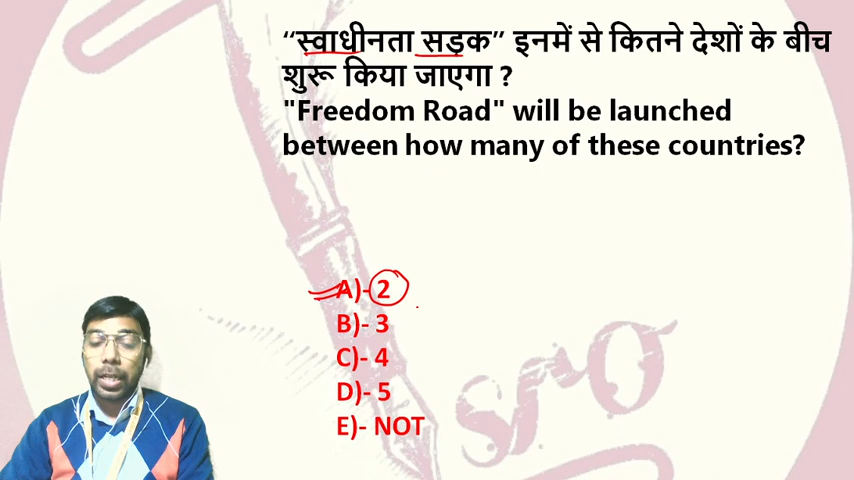 “स्वाधीनता सड़क” इनमें से कितने देशों के बीच
शुरू किया जाएगा ?
"Freedom Road" will be launched
between how many of these countries?
A)- 2
B)- 3
C)- 4
D)- 5
E)- NOT